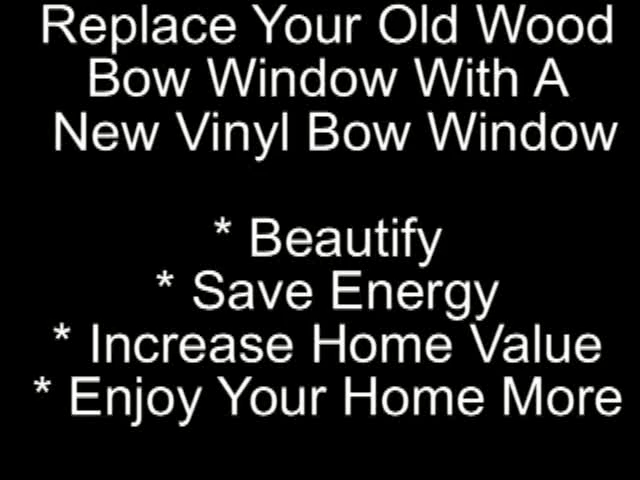 Replace Your Old Wood
Bow Window With A
New Vinyl Bow Window
* Beautify
* Save Energy
* Increase Home Value
* Enjoy Your Home More